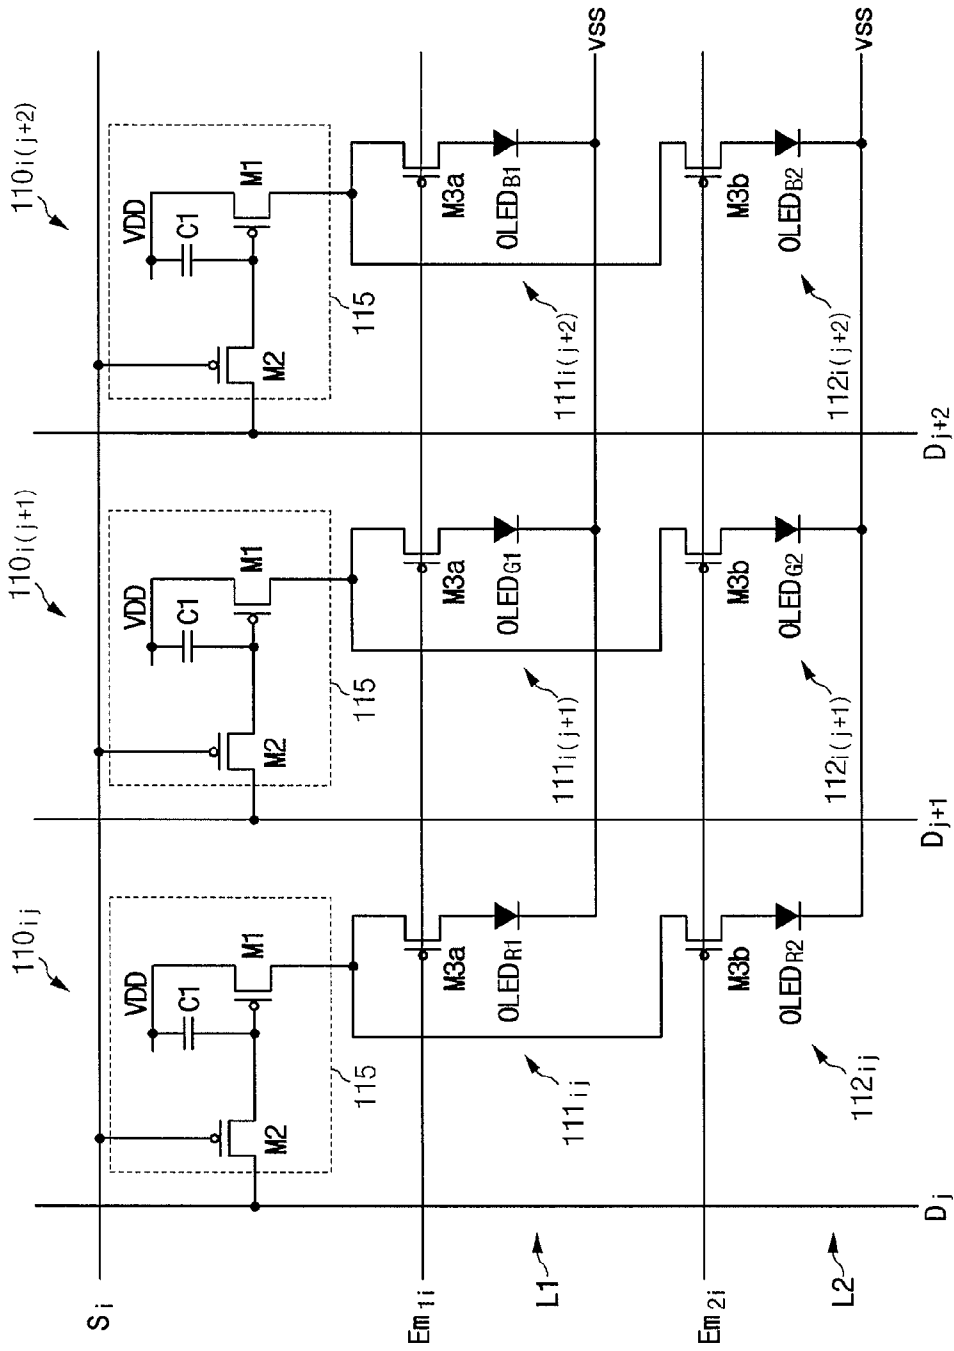 110ij
110i(j+1)
110i(j+2)
Si
VDD
C1
M1
M2
115
VDD
C1
M1
M2
115
VDD
C1
M1
M2
115
Em1i
M3a
M3a
M3a
OLEDR1
OLEDG1
OLEDB1
VSS
L1
111ij
111i(j+1)
111i(j+2)
Em2i
M3b
M3b
M3b
OLEDR2
OLEDG2
OLEDB2
VSS
L2
112ij
112i(j+1)
112i(j+2)
Dj
Dj+1
Dj+2